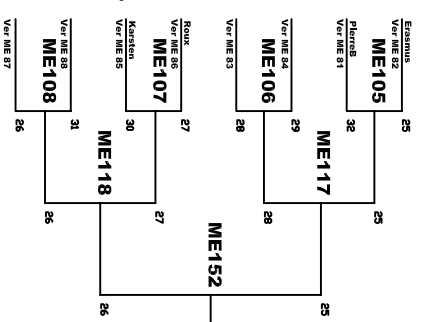 Erasmus 25
Ver ME 82
ME105 25
PierreB 32
Ver ME 81
ME117 25
29
Ver ME 84
ME106 28
28
Ver ME 83
ME152
Roux 27
Ver ME 86
ME107 27
Karsten 30
Ver ME 85
ME118 26
31
Ver ME 88
ME108 26
26
Ver ME 87